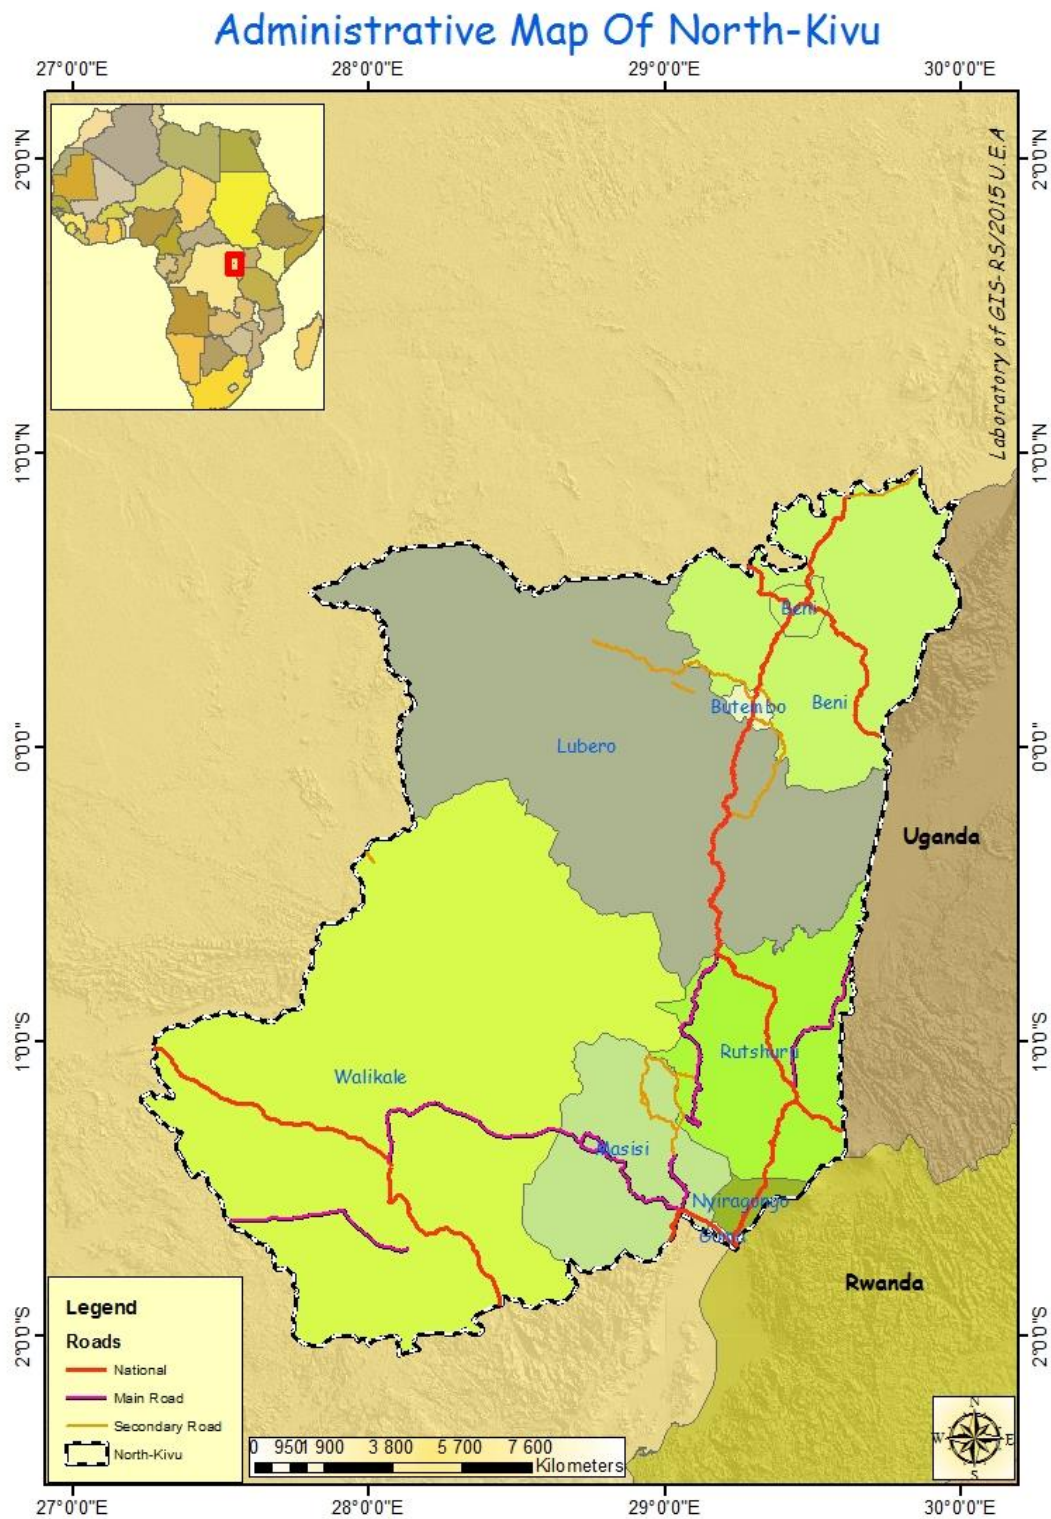 Administrative Map Of North-Kivu
27°0'0"E 28°0'0"E 29°0'0"E 30°0'0"E
2°0'0"N
2°0'0"N
Laboratory of GIS-RS/2015 U.E.A
1°0'0"N
1°0'0"N
Beni
Butembo
Beni
Lubero
0°0'0"
0°0'0"
Uganda
1°0'0"S
1°0'0"S
Rutshuru
Walikale
Masisi
Nyiragongo
Goma
Rwanda
2°0'0"S
2°0'0"S
Legend
Roads
National
Main Road
Secondary Road
North-Kivu
0 950 1 900 3 800 5 700 7 600
Kilometers
N
W E
S
27°0'0"E 28°0'0"E 29°0'0"E 30°0'0"E